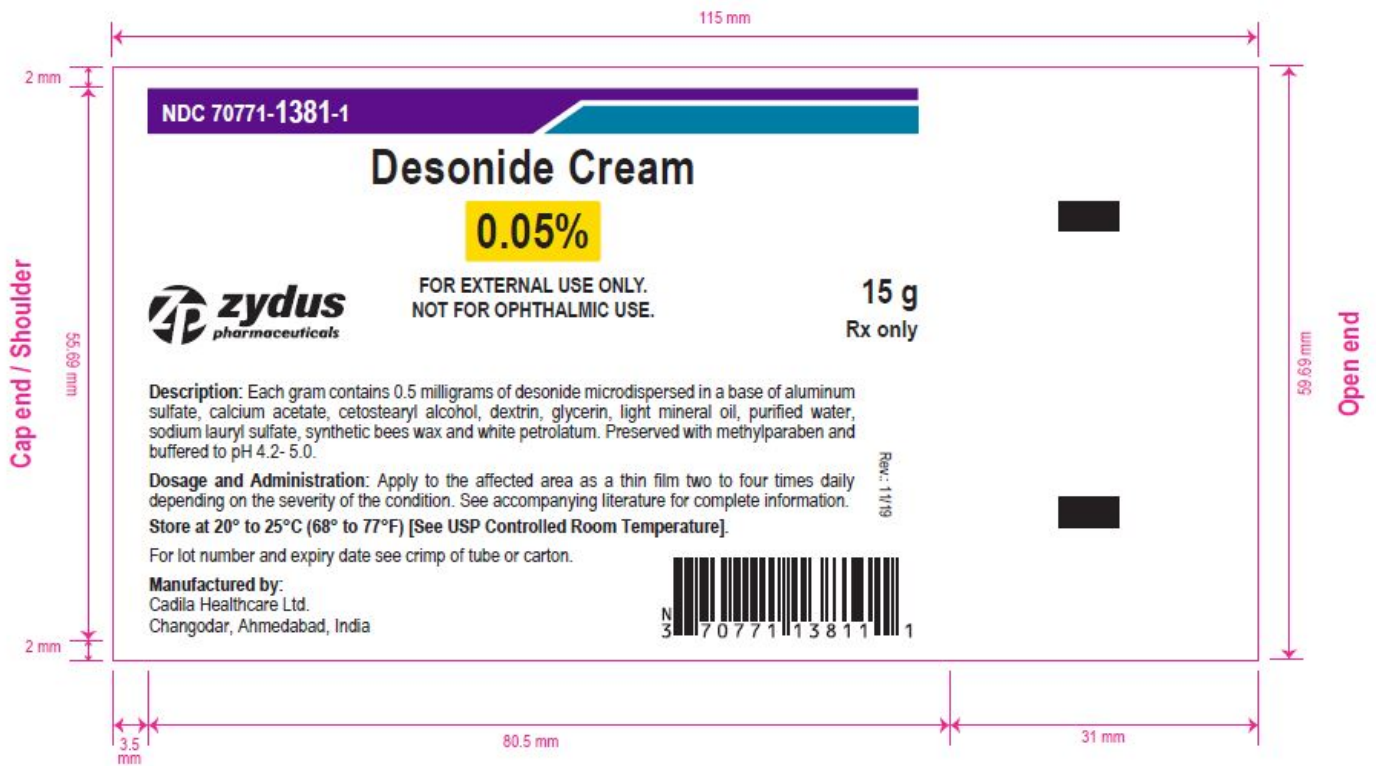 115 mm
2 mm
NDC 70771-1381-1
Desonide Cream
0.05%
FOR EXTERNAL USE ONLY.
NOT FOR OPHTHALMIC USE.
15 g
Rx only
ZP zydus
pharmaceuticals
Cap end / Shoulder
55.69 mm
59.69 mm
Open end
Description: Each gram contains 0.5 milligrams of desonide microdispersed in a base of aluminum
sulfate, calcium acetate, cetostearyl alcohol, dextrin, glycerin, light mineral oil, purified water,
sodium lauryl sulfate, synthetic bees wax and white petrolatum. Preserved with methylparaben and
buffered to pH 4.2- 5.0.
Dosage and Administration: Apply to the affected area as a thin film two to four times daily
depending on the severity of the condition. See accompanying literature for complete information.
Rev.: 11/19
Store at 20° to 25°C (68° to 77°F) [See USP Controlled Room Temperature].
For lot number and expiry date see crimp of tube or carton.
Manufactured by:
Cadila Healthcare Ltd.
Changodar, Ahmedabad, India
N
3 70771 13811 1
2 mm
3.5
mm
80.5 mm
31 mm